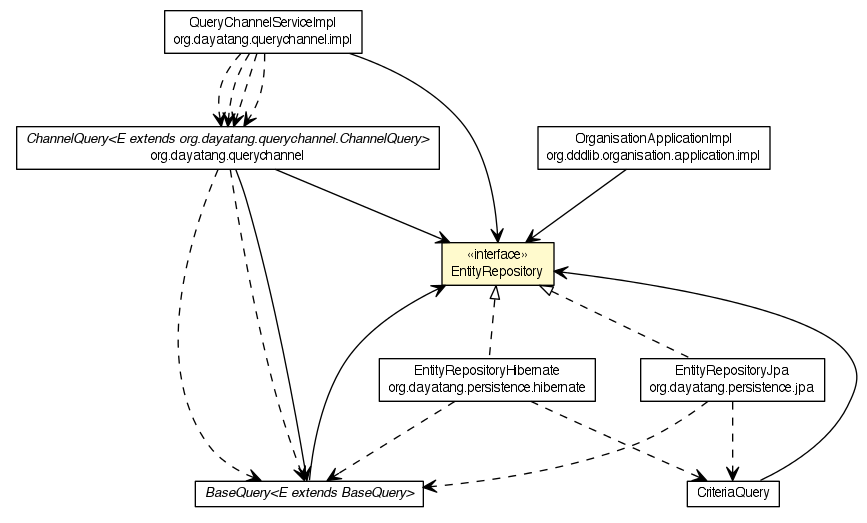 QueryChannelServiceImpl
org.dayatang.querychannel.impl
ChannelQuery<E extends org.dayatang.querychannel.ChannelQuery>
org.dayatang.querychannel
OrganisationApplicationImpl
org.dddlib.organisation.application.impl
«interface»
EntityRepository
EntityRepositoryHibernate
org.dayatang.persistence.hibernate
EntityRepositoryJpa
org.dayatang.persistence.jpa
BaseQuery<E extends BaseQuery>
CriteriaQuery